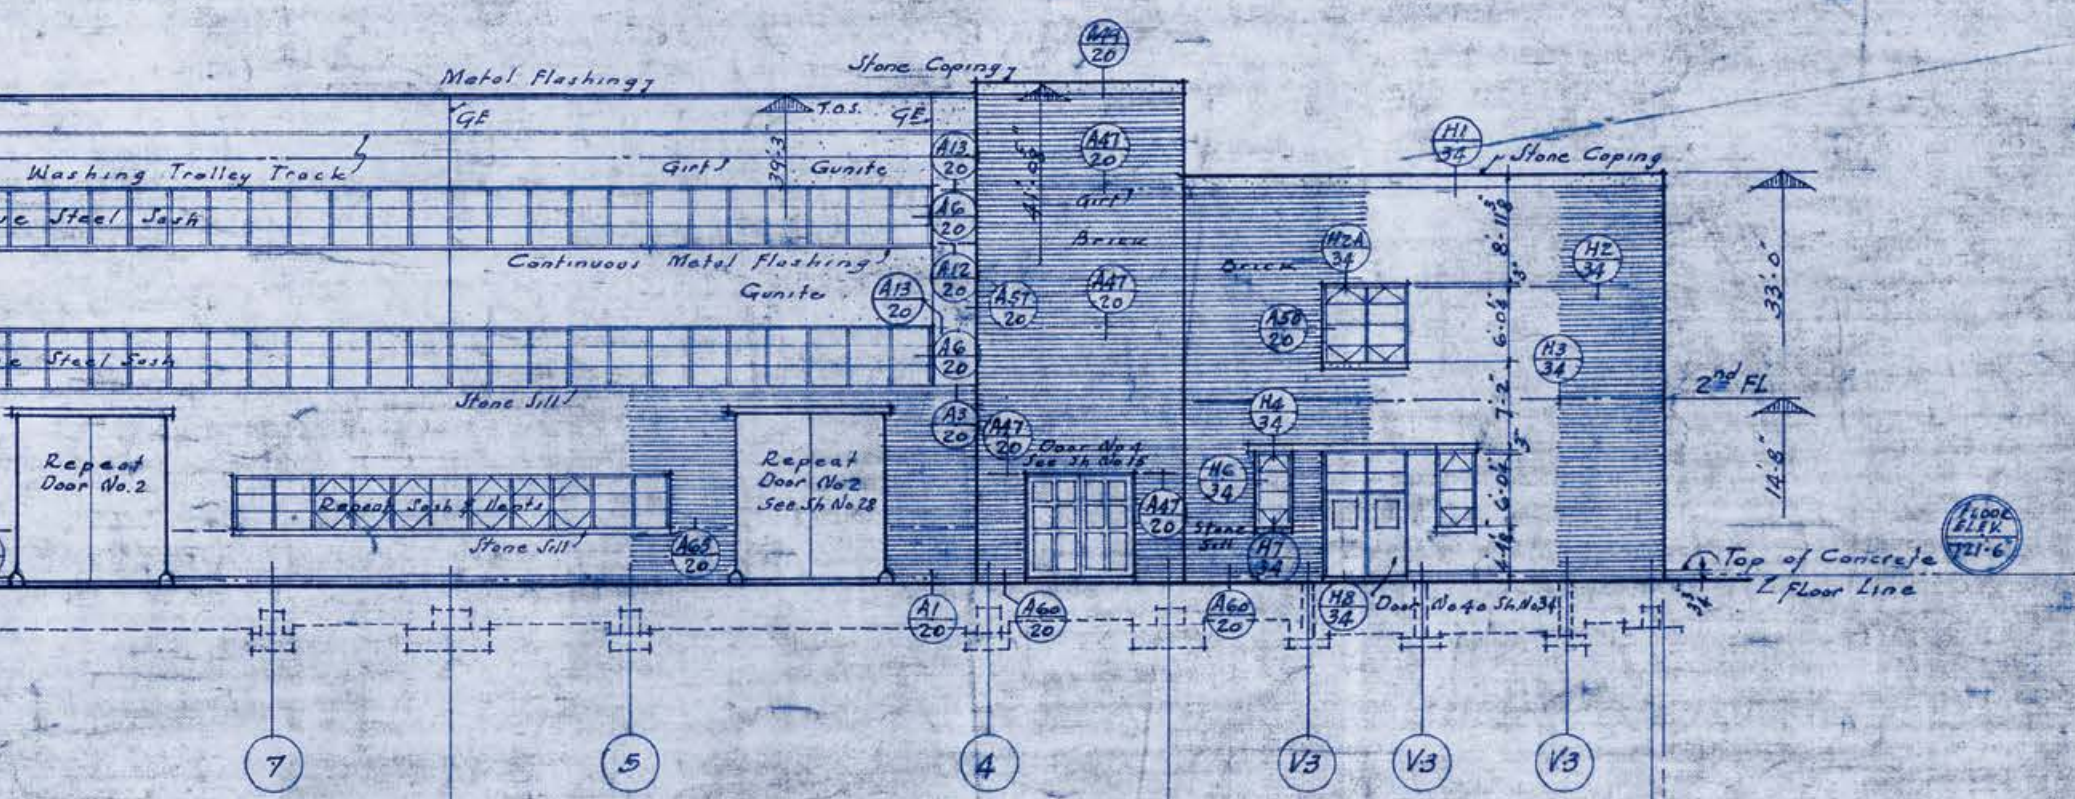 A49
20
Metal Flashing
Stone Coping
GE
T.O.S.
GE
39'-3"
A13
20
A47
20
H1
34
Stone Coping
Washing Trolley Track
Girt
Gunite
Steel Sash
A6
20
Girt
Brick
H2A
34
H2
34
33'-0"
Continuous Metal Flashing
A12
20
Brick
Gunite
A13
20
A57
20
A47
20
A58
20
6'-0⅛"
Steel Sash
A6
20
H3
34
7'-2"
2nd FL
Stone Sill
A3
20
A47
20
H4
34
14'-8"
Repeat
Door No. 2
Repeat
Door No 2
See Sh No 28
Door No 4
See Sh No 15
H6
34
Repeat Sash & Vents
A47
20
Stone
Sill
FLOOR
ELEV.
721'-6"
Stone Sill
A65
20
H7
34
Top of Concrete
Floor Line
A1
20
A60
20
A60
20
H8
34
Door No 40 Sh No 34
7
5
4
V3
V3
V3